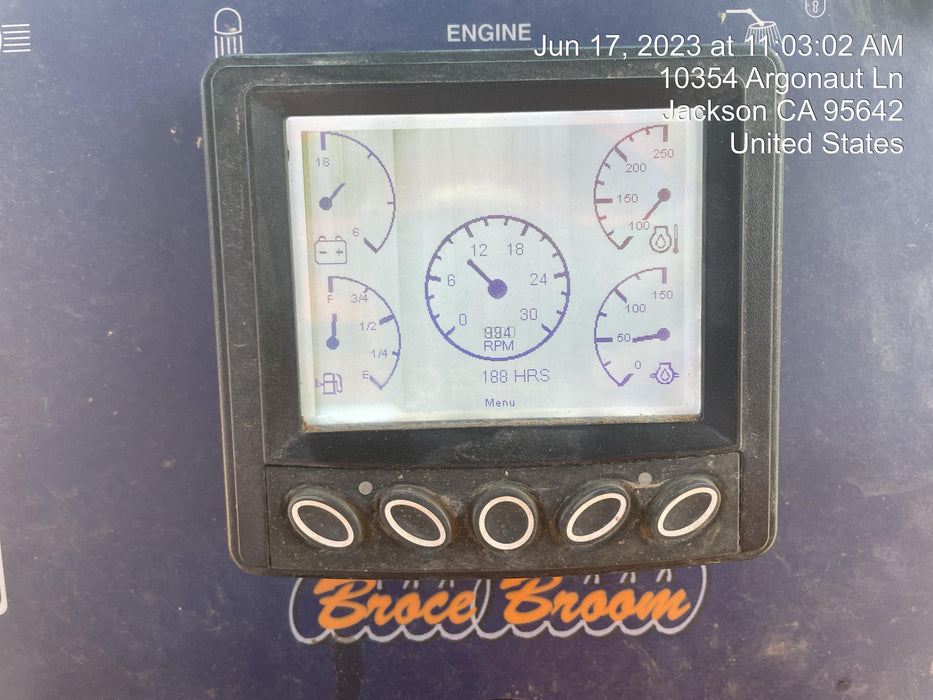 ENGINE
Jun 17, 2023 at 11:03:02 AM
10354 Argonaut Ln
Jackson CA 95642
United States
18
6
250
200
150
100
12 18
6 24
0 30
RPM
F 3/4
1/2
1/4
E
150
100
50
0
188 HRS
Menu
Broce Broom